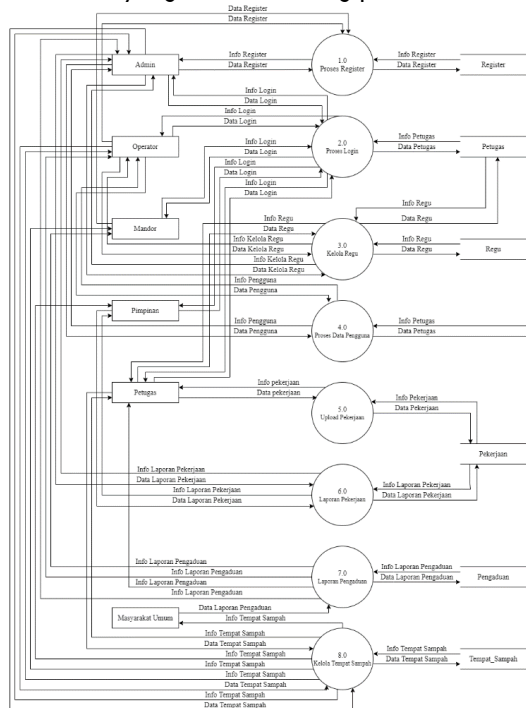 Data Register
Data Register
Admin
Info Register
Data Register
1.0
Proses Register
Info Register
Data Register
Register
Info Login
Data Login
Info Login
Data Login
Operator
Info Login
Data Login
Info Login
Data Login
Info Login
Data Login
2.0
Proses Login
Info Petugas
Data Petugas
Petugas
Mandor
Info Regu
Data Regu
Info Kelola Regu
Data Kelola Regu
Info Kelola Regu
Data Kelola Regu
3.0
Kelola Regu
Info Regu
Data Regu
Info Regu
Data Regu
Regu
Info Pengguna
Data Pengguna
Pimpinan
Info Pengguna
Data Pengguna
4.0
Proses Data Pengguna
Info Petugas
Data Petugas
Petugas
Info pekerjaan
Data pekerjaan
5.0
Upload Pekerjaan
Info Pekerjaan
Data Pekerjaan
Pekerjaan
Info Laporan Pekerjaan
Data Laporan Pekerjaan
Info Laporan Pekerjaan
Data Laporan Pekerjaan
6.0
Laporan Pekerjaan
Info Laporan Pekerjaan
Data Laporan Pekerjaan
Info Laporan Pengaduan
Info Laporan Pengaduan
Info Laporan Pengaduan
Info Laporan Pengaduan
7.0
Laporan Pengaduan
Info Laporan Pengaduan
Data Laporan Pengaduan
Pengaduan
Masyarakat Umum
Data Laporan Pengaduan
Info Tempat Sampah
Info Tempat Sampah
Data Tempat Sampah
Info Tempat Sampah
Info Tempat Sampah
Info Tempat Sampah
Data Tempat Sampah
Info Tempat Sampah
Data Tempat Sampah
8.0
Kelola Tempat Sampah
Info Tempat Sampah
Data Tempat Sampah
Tempat_Sampah